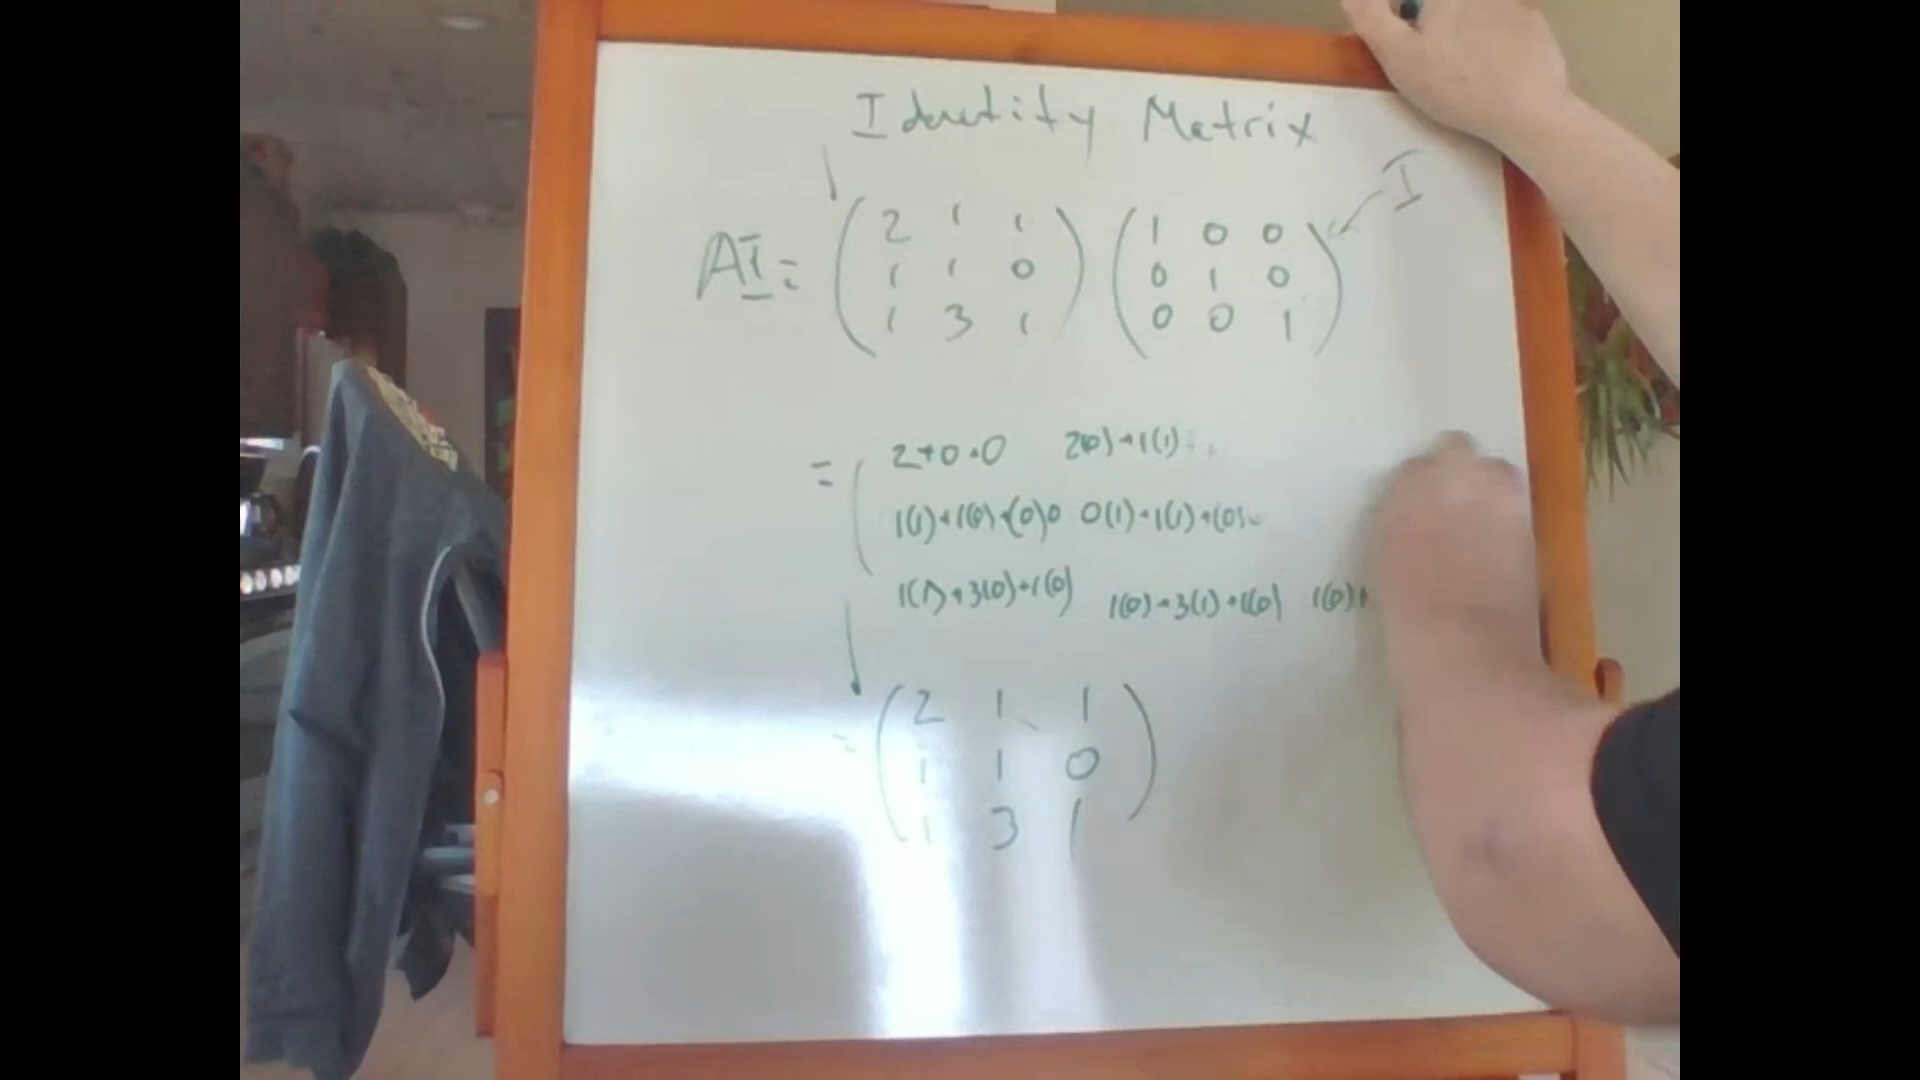 Identity Matrix
I
AI = ( 2 1 1 ) ( 1 0 0 )
1 1 0 0 1 0
1 3 1 0 0 1
= ( 2+0+0 2(0)+1(1)
1(1)+1(0)+(0)0 0(1)+1(1)+(0)
1(1)+3(0)+1(0) 1(0)+3(1)+1(0) 1(0)+
= ( 2 1 1 )
1 1 0
1 3 1